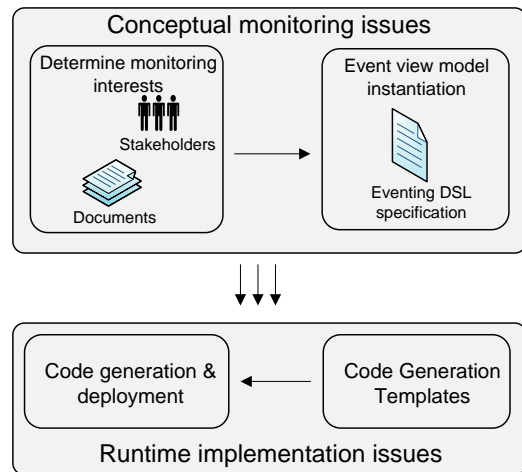 Conceptual monitoring issues
Determine monitoring
interests
Stakeholders
Documents
Event view model
instantiation
Eventing DSL
specification
Code generation &
deployment
Code Generation
Templates
Runtime implementation issues